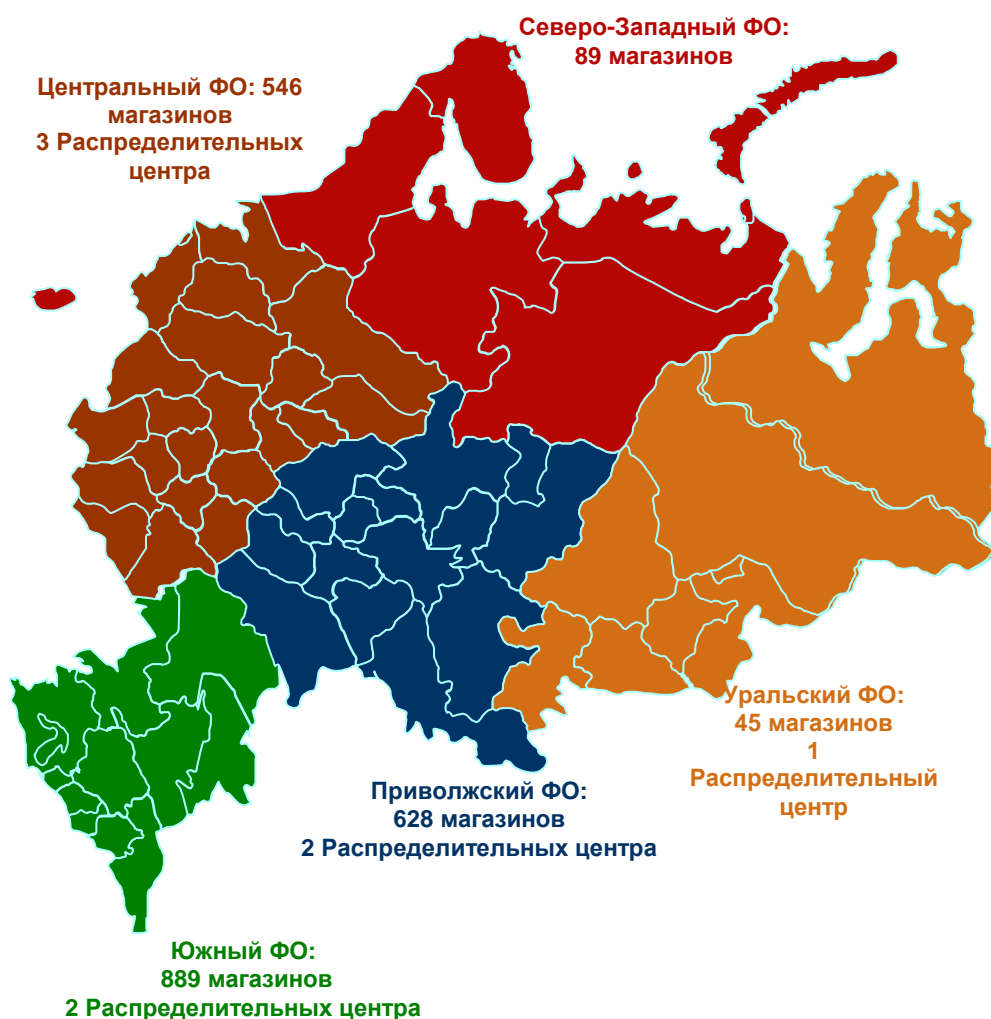 Северо-Западный ФО:
89 магазинов
Центральный ФО: 546
магазинов
3 Распределительных
центра
Уральский ФО:
45 магазинов
1
Распределительный
центр
Приволжский ФО:
628 магазинов
2 Распределительных центра
Южный ФО:
889 магазинов
2 Распределительных центра